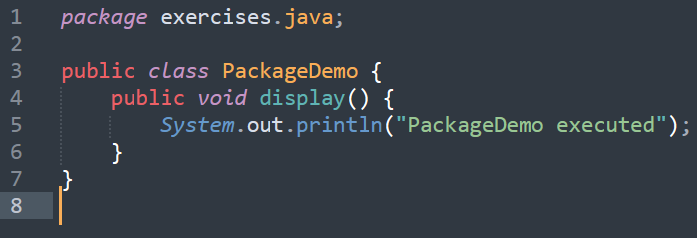 1 package exercises.java;
2
3 public class PackageDemo {
4     public void display() {
5         System.out.println("PackageDemo executed");
6     }
7 }
8